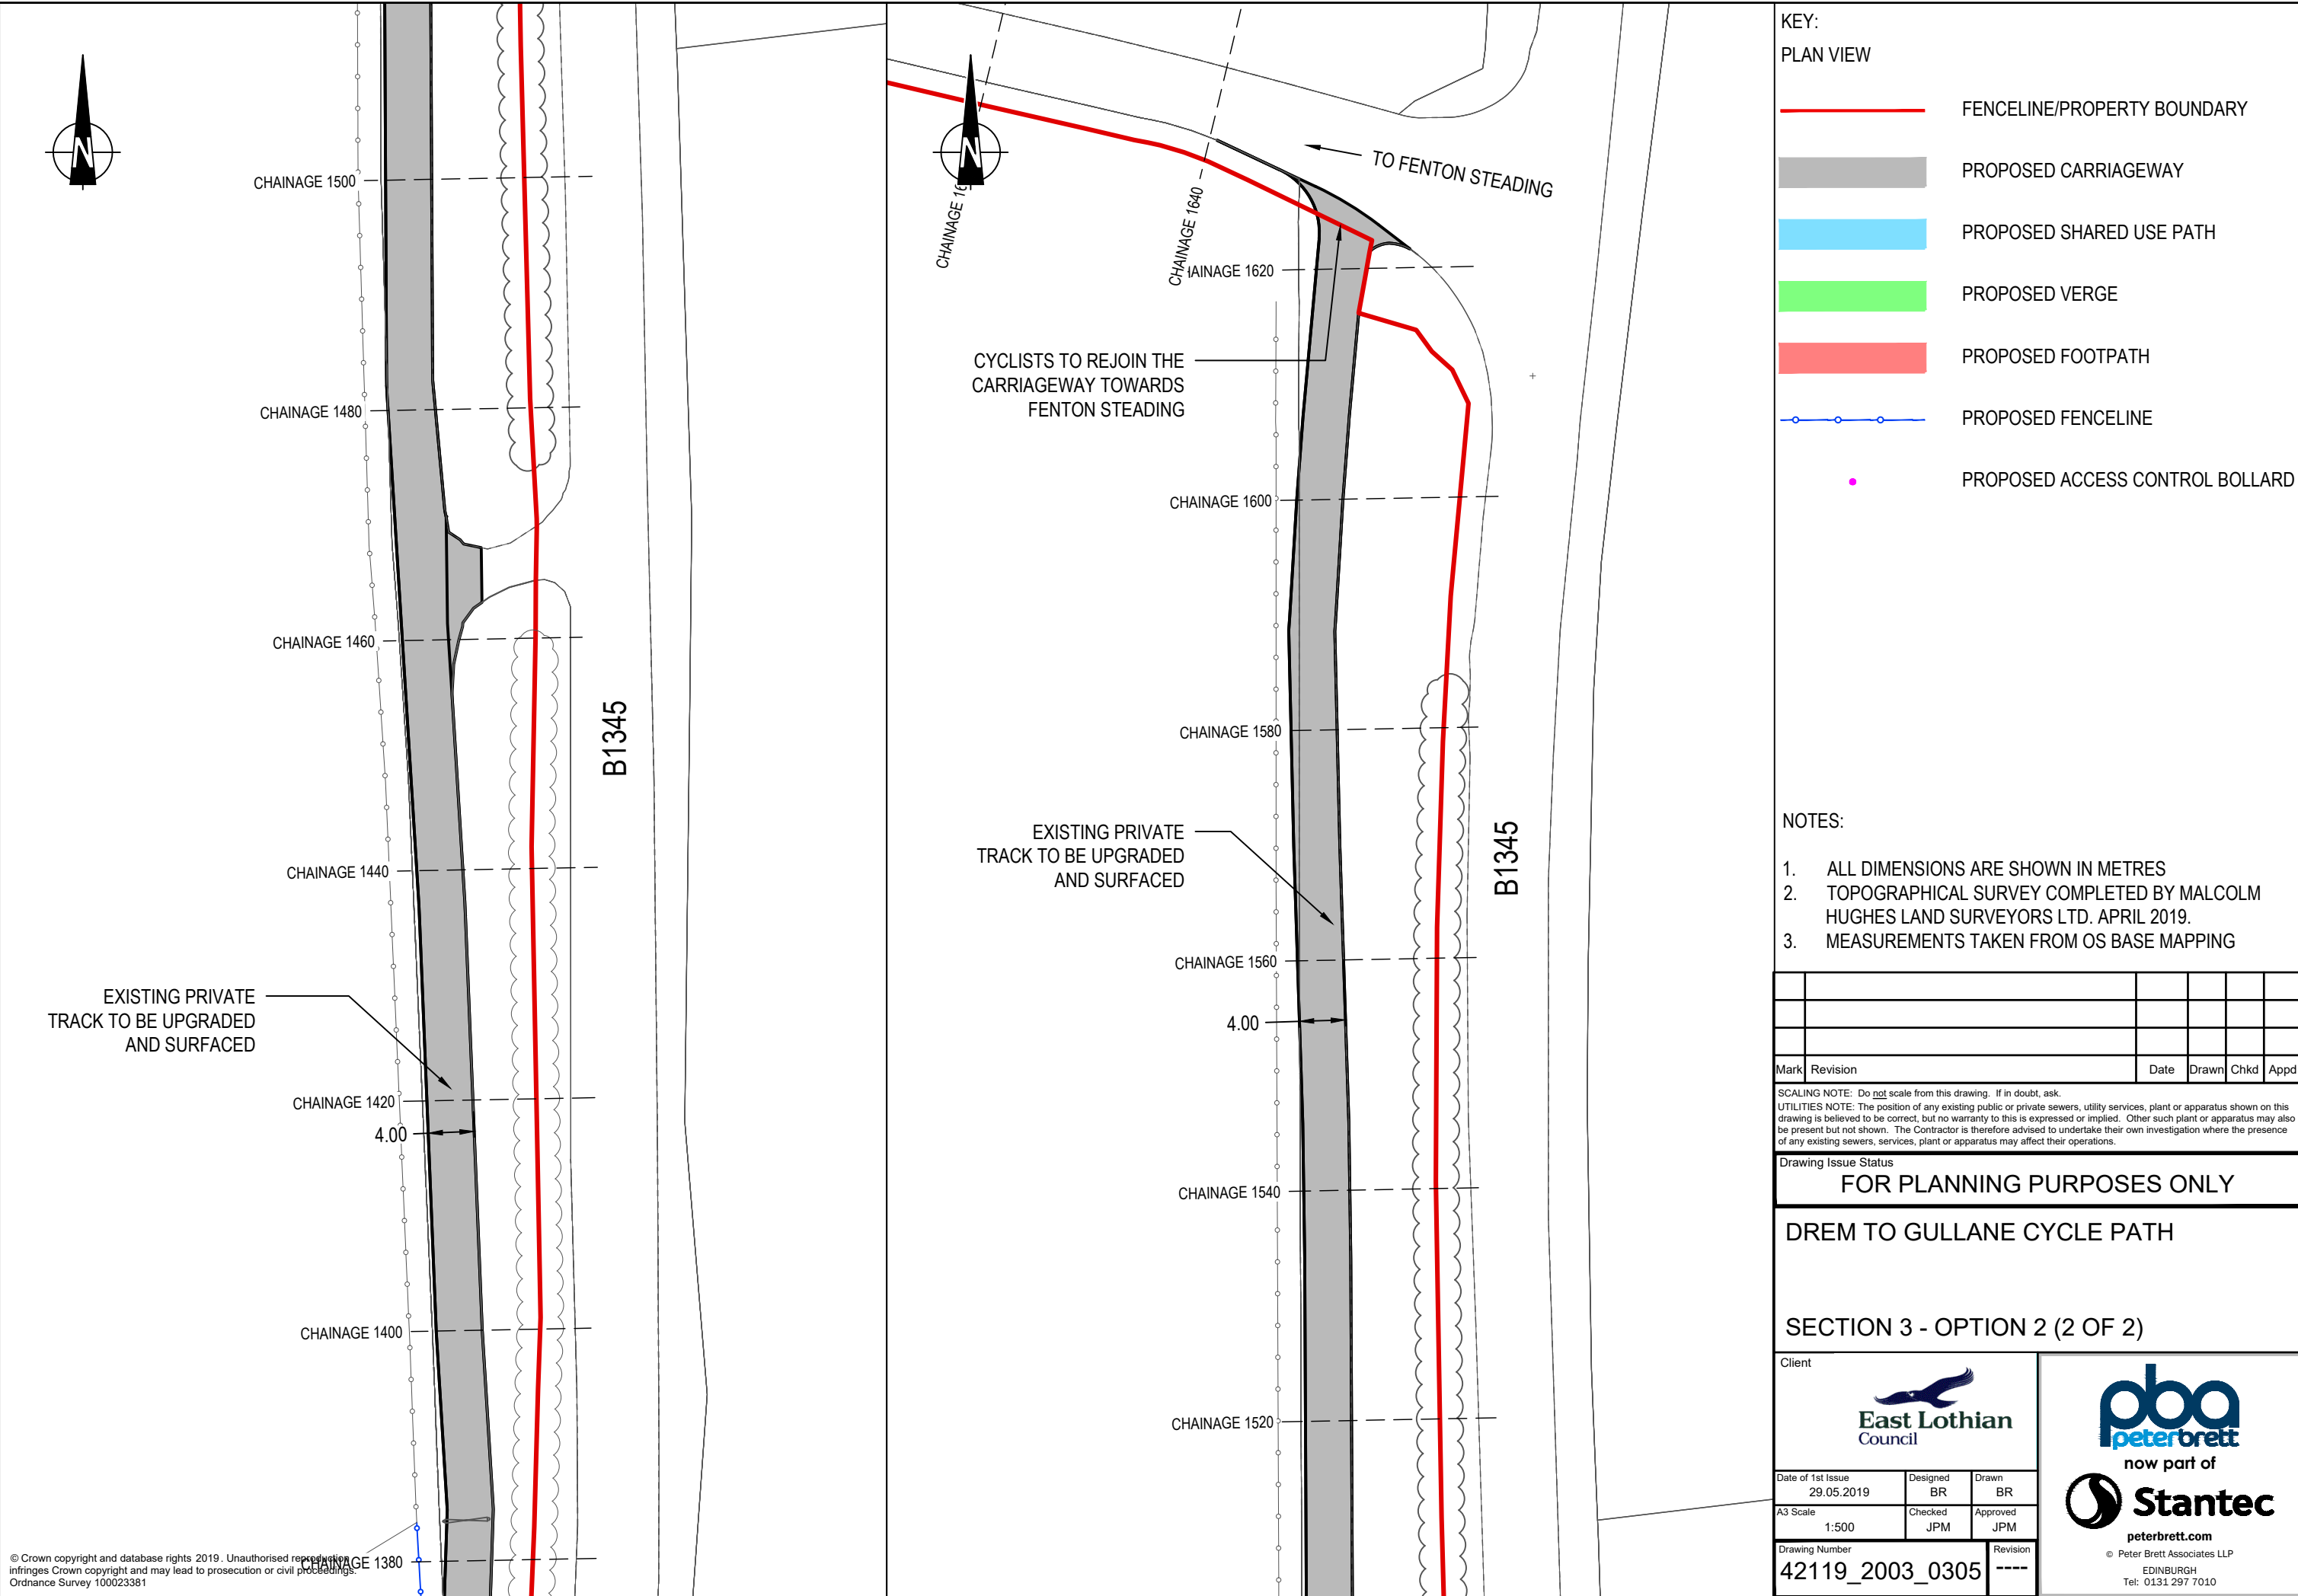 N
CHAINAGE 1500
CHAINAGE 1480
CHAINAGE 1460
B1345
CHAINAGE 1440
EXISTING PRIVATE
TRACK TO BE UPGRADED
AND SURFACED
CHAINAGE 1420
4.00
CHAINAGE 1400
CHAINAGE 1380
© Crown copyright and database rights 2019. Unauthorised reproduction
infringes Crown copyright and may lead to prosecution or civil proceedings.
Ordnance Survey 100023381
N
TO FENTON STEADING
CHAINAGE
CHAINAGE 1640
HAINAGE 1620
CYCLISTS TO REJOIN THE
CARRIAGEWAY TOWARDS
FENTON STEADING
CHAINAGE 1600
CHAINAGE 1580
EXISTING PRIVATE
TRACK TO BE UPGRADED
AND SURFACED
B1345
CHAINAGE 1560
4.00
CHAINAGE 1540
CHAINAGE 1520
KEY:
PLAN VIEW
FENCELINE/PROPERTY BOUNDARY
PROPOSED CARRIAGEWAY
PROPOSED SHARED USE PATH
PROPOSED VERGE
PROPOSED FOOTPATH
PROPOSED FENCELINE
PROPOSED ACCESS CONTROL BOLLARD
NOTES:
1. ALL DIMENSIONS ARE SHOWN IN METRES
2. TOPOGRAPHICAL SURVEY COMPLETED BY MALCOLM
HUGHES LAND SURVEYORS LTD. APRIL 2019.
3. MEASUREMENTS TAKEN FROM OS BASE MAPPING
Mark Revision Date Drawn Chkd Appd
SCALING NOTE: Do not scale from this drawing. If in doubt, ask.
UTILITIES NOTE: The position of any existing public or private sewers, utility services, plant or apparatus shown on this
drawing is believed to be correct, but no warranty to this is expressed or implied. Other such plant or apparatus may also
be present but not shown. The Contractor is therefore advised to undertake their own investigation where the presence
of any existing sewers, services, plant or apparatus may affect their operations.
Drawing Issue Status
FOR PLANNING PURPOSES ONLY
DREM TO GULLANE CYCLE PATH
SECTION 3 - OPTION 2 (2 OF 2)
Client
East Lothian
Council
Date of 1st Issue Designed Drawn
29.05.2019 BR BR
A3 Scale Checked Approved
1:500 JPM JPM
Drawing Number Revision
42119_2003_0305 ----
pba
peterbrett
now part of
Stantec
peterbrett.com
© Peter Brett Associates LLP
EDINBURGH
Tel: 0131 297 7010